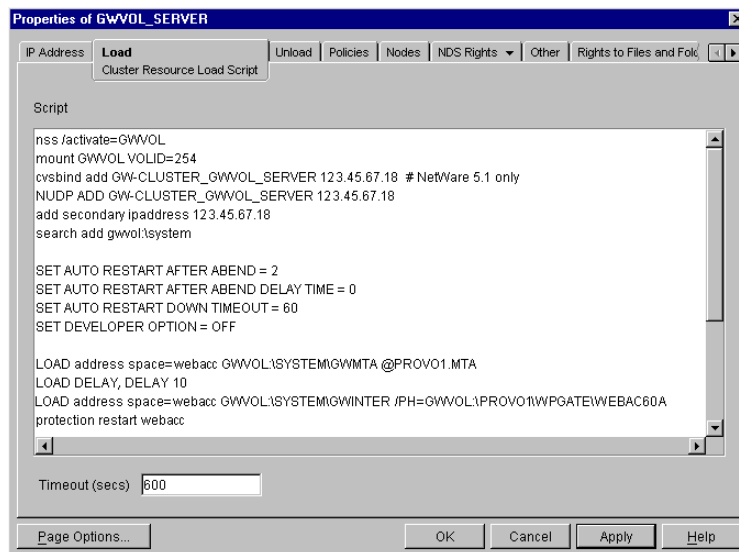 Properties of GWVOL_SERVER
IP Address Load Unload Policies Nodes NDS Rights Other Rights to Files and Fold
Cluster Resource Load Script
Script
nss /activate=GWVOL
mount GWVOL VOLID=254
cvsbind add GW-CLUSTER_GWVOL_SERVER 123.45.67.18 # NetWare 5.1 only
NUDP ADD GW-CLUSTER_GWVOL_SERVER 123.45.67.18
add secondary ipaddress 123.45.67.18
search add gwvol:\system
SET AUTO RESTART AFTER ABEND = 2
SET AUTO RESTART AFTER ABEND DELAY TIME = 0
SET AUTO RESTART DOWN TIMEOUT = 60
SET DEVELOPER OPTION = OFF
LOAD address space=webacc GWVOL:\SYSTEM\GWMTA @PROVO1.MTA
LOAD DELAY, DELAY 10
LOAD address space=webacc GWVOL:\SYSTEM\GWINTER /PH=GWVOL:\PROVO1\WPGATE\WEBAC60A
protection restart webacc
Timeout (secs) 600
Page Options... OK Cancel Apply Help